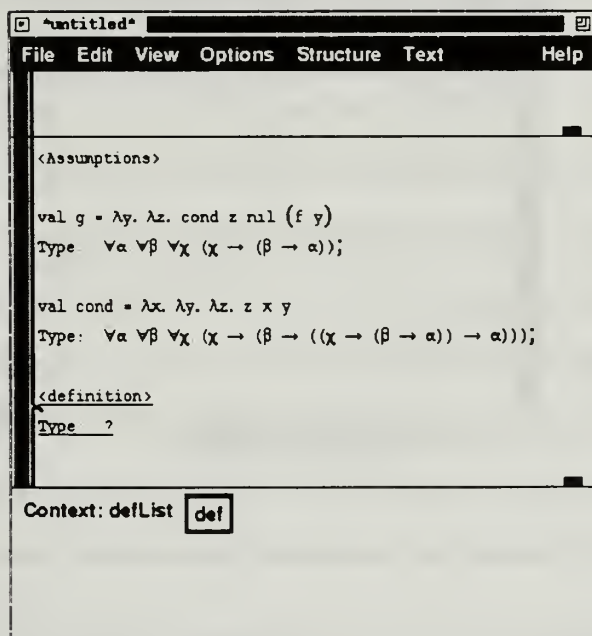 *untitled*
File Edit View Options Structure Text Help
<Assumptions>
val g = λy. λz. cond z nil (f y)
Type ∀α ∀β ∀χ (χ → (β → α));
val cond = λx. λy. λz. z x y
Type: ∀α ∀β ∀χ (χ → (β → ((χ → (β → α)) → α)));
<definition>
Type ?
Context: defList def